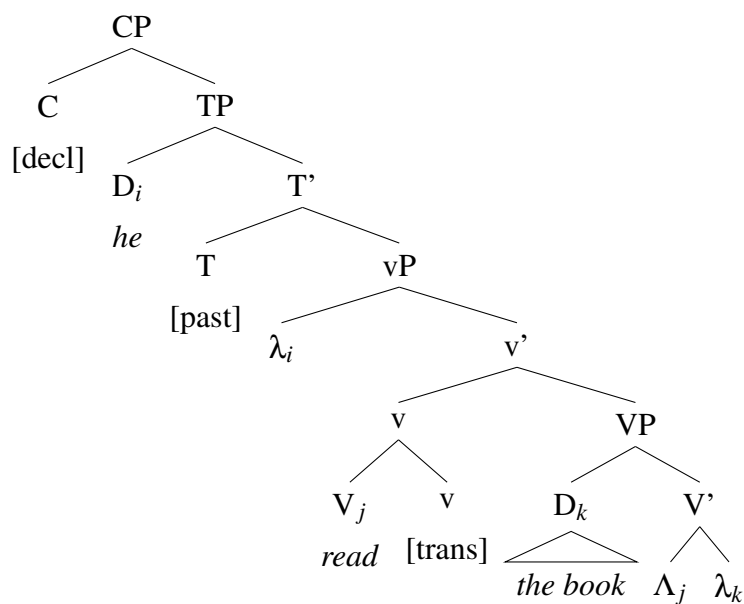 CP
C TP
[decl] D_i T’
he T vP
[past] λ_i v’
v VP
V_j v D_k V’
read [trans] the book Λ_j λ_k